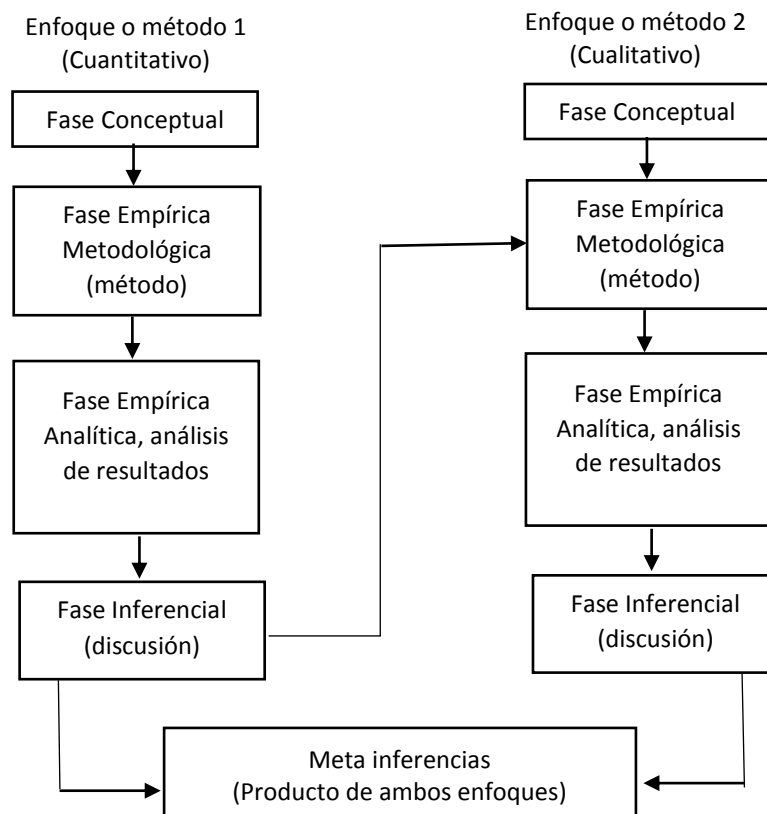 Enfoque o método 1
(Cuantitativo)
Fase Conceptual
Fase Empírica
Metodológica
(método)
Fase Empírica
Analítica, análisis
de resultados
Fase Inferencial
(discusión)
Enfoque o método 2
(Cualitativo)
Fase Conceptual
Fase Empírica
Metodológica
(método)
Fase Empírica
Analítica, análisis
de resultados
Fase Inferencial
(discusión)
Meta inferencias
(Producto de ambos enfoques)